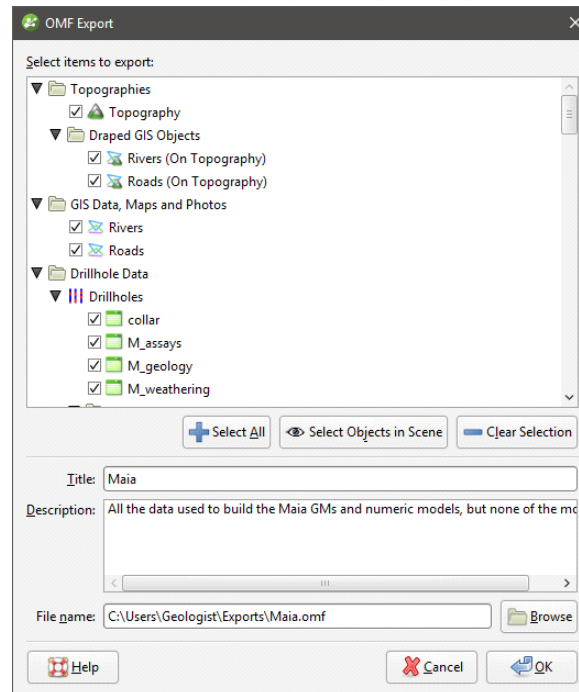 OMF Export
Select items to export:
Topographies
Topography
Draped GIS Objects
Rivers (On Topography)
Roads (On Topography)
GIS Data, Maps and Photos
Rivers
Roads
Drillhole Data
Drillholes
collar
M_assays
M_geology
M_weathering
Select All Select Objects in Scene Clear Selection
Title: Maia
Description: All the data used to build the Maia GMs and numeric models, but none of the
File name: C:\Users\Geologist\Exports\Maia.omf Browse
Help Cancel OK